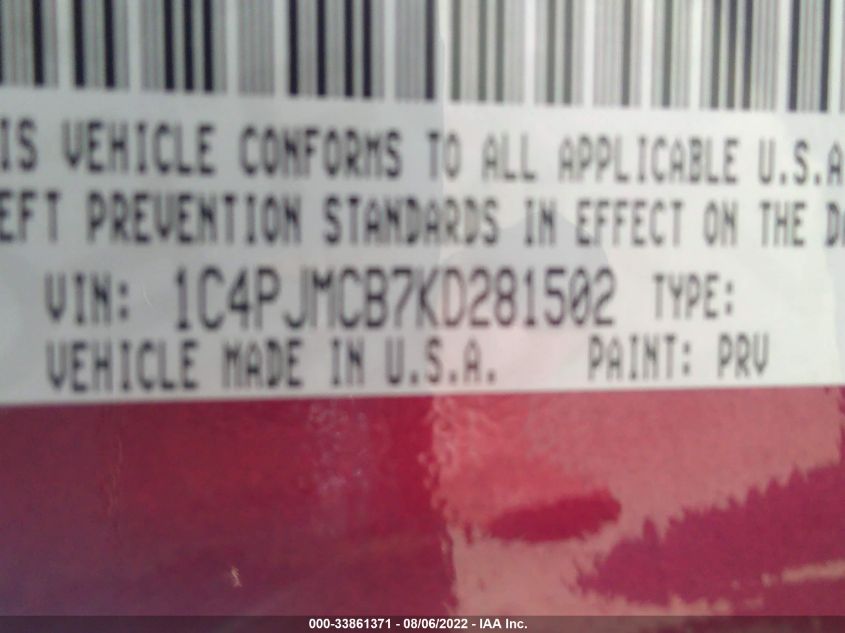 IS VEHICLE CONFORMS TO ALL APPLICABLE U.S.A
EFT PREVENTION STANDARDS IN EFFECT ON THE DA
VIN: 1C4PJMCB7KD281502 TYPE:
VEHICLE MADE IN U.S.A. PAINT: PRV
000-33861371 - 08/06/2022 - IAA Inc.